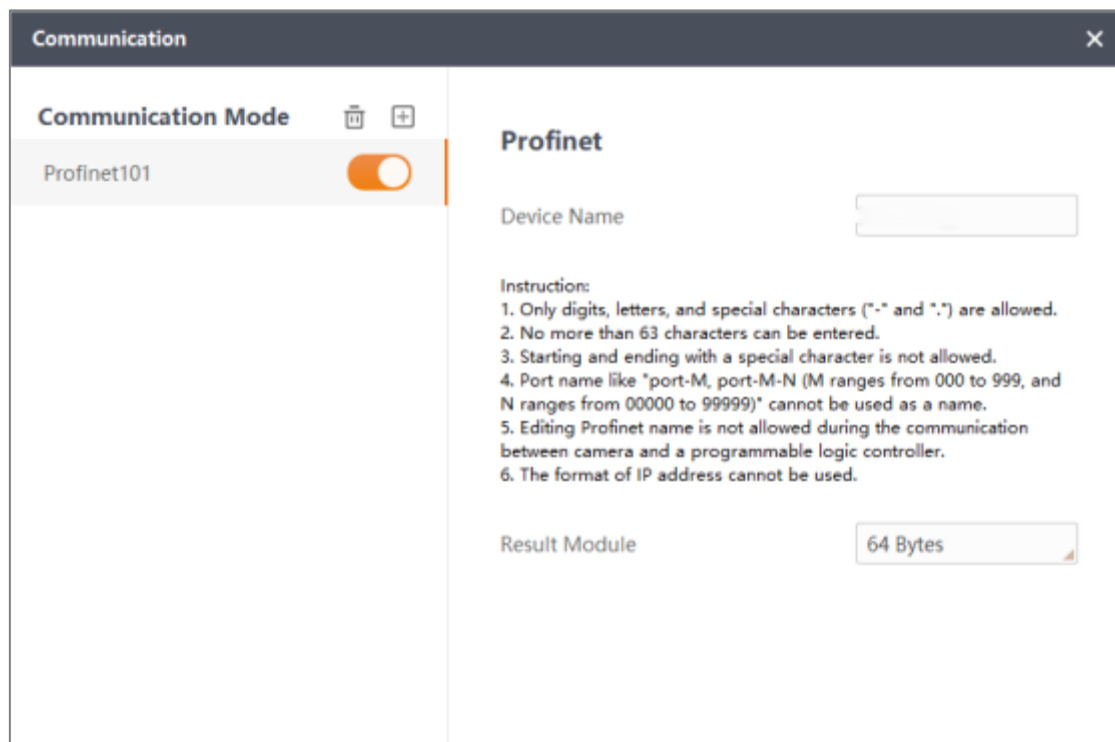 Communication
Communication Mode
Profinet101
Profinet
Device Name
Instruction:
1. Only digits, letters, and special characters ("-" and ".") are allowed.
2. No more than 63 characters can be entered.
3. Starting and ending with a special character is not allowed.
4. Port name like "port-M, port-M-N (M ranges from 000 to 999, and
N ranges from 00000 to 99999)" cannot be used as a name.
5. Editing Profinet name is not allowed during the communication
between camera and a programmable logic controller.
6. The format of IP address cannot be used.
Result Module
64 Bytes